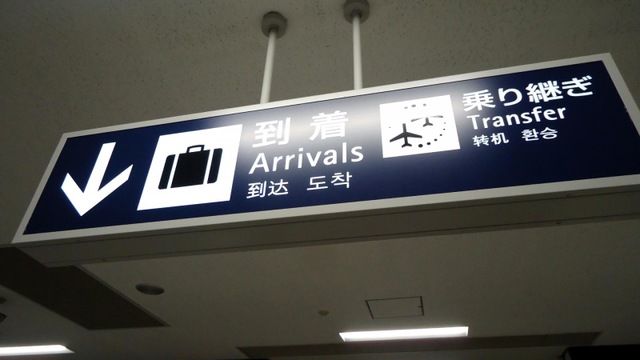 到着
Arrivals
到达 도착
乗り継ぎ
Transfer
转机 환승